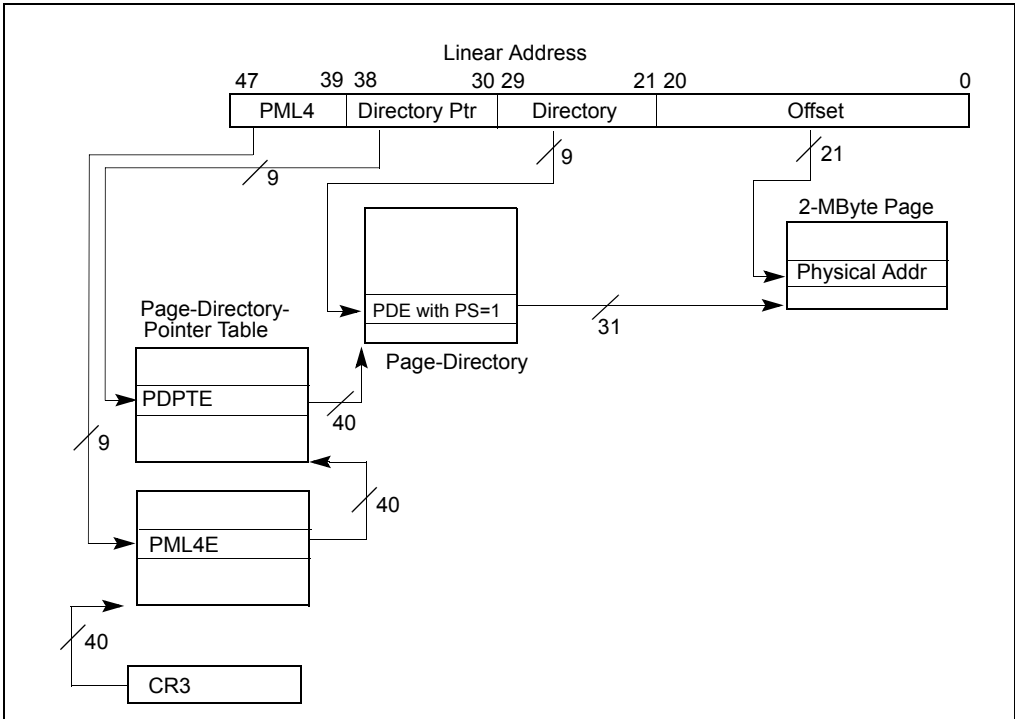 Linear Address
47 39 38 30 29 21 20 0
PML4 Directory Ptr Directory Offset
9
9
21
2-MByte Page
Physical Addr
PDE with PS=1
31
Page-Directory
Page-Directory-
Pointer Table
PDPTE
40
9
40
PML4E
40
CR3